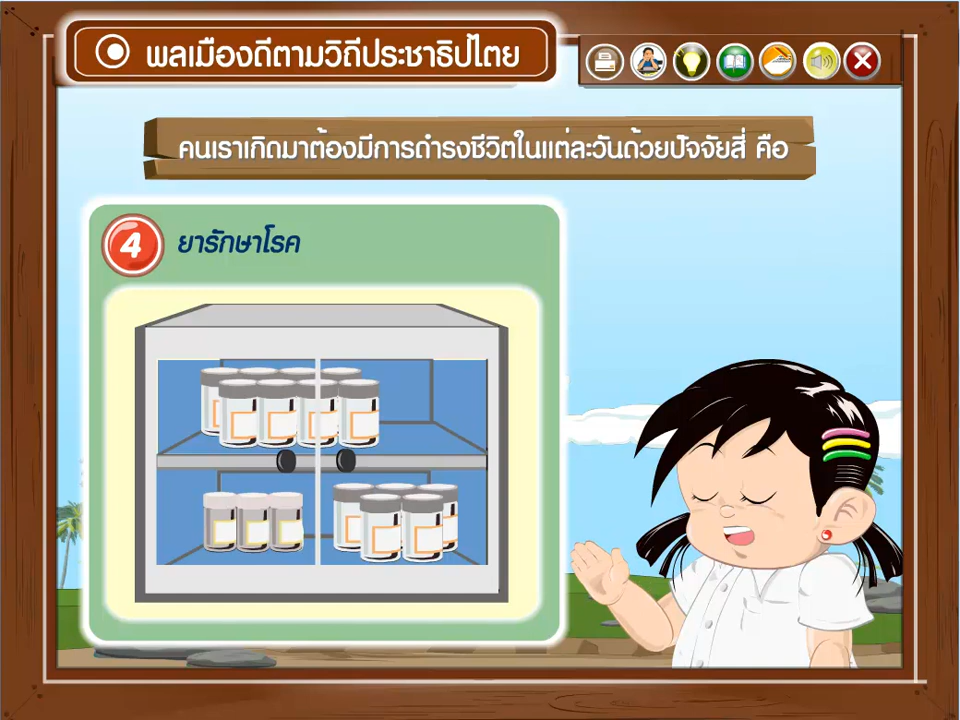 พลเมืองดีตามวิถีประชาธิปไตย
คนเราเกิดมาต้องมีการดำรงชีวิตในแต่ละวันด้วยปัจจัยสี่ คือ
4 ยารักษาโรค